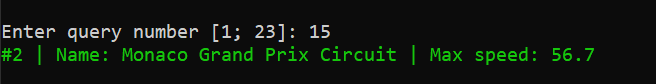 Enter query number [1; 23]: 15
#2 | Name: Monaco Grand Prix Circuit | Max speed: 56.7